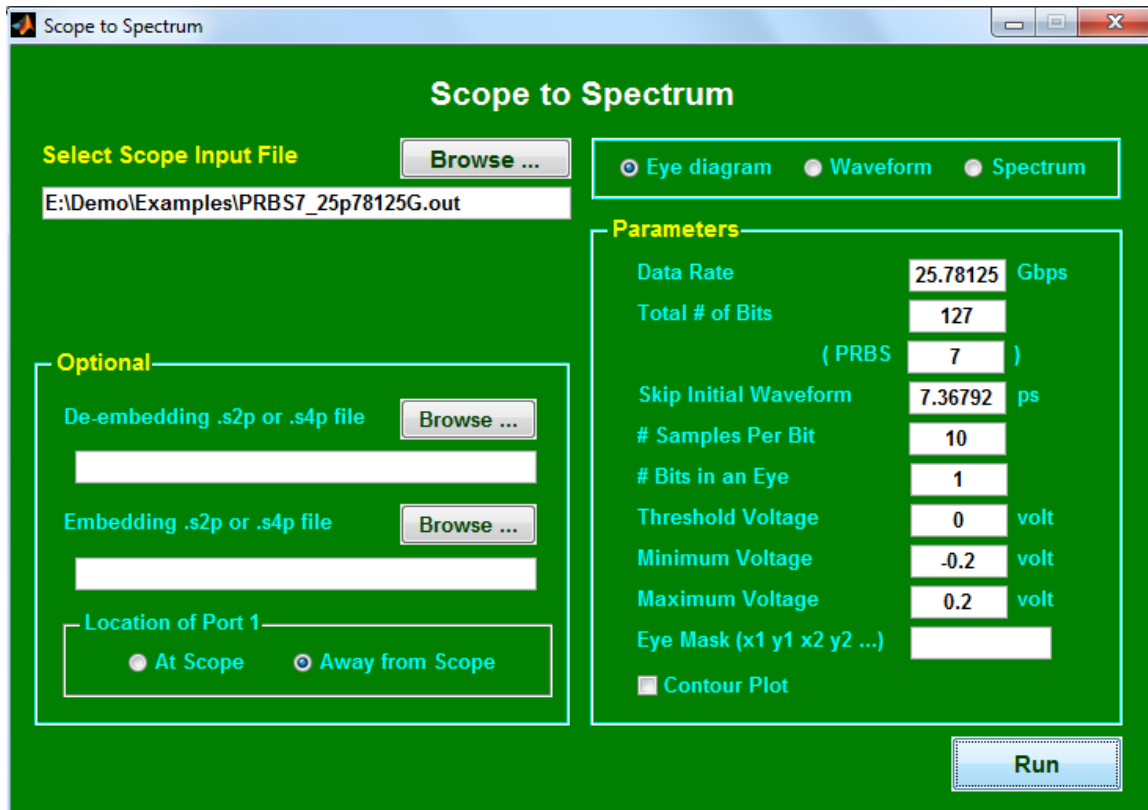 Scope to Spectrum
Scope to Spectrum
Select Scope Input File
Browse ...
E:\Demo\Examples\PRBS7_25p78125G.out
Eye diagram Waveform Spectrum
Optional
De-embedding .s2p or .s4p file
Browse ...
Embedding .s2p or .s4p file
Browse ...
Location of Port 1
At Scope Away from Scope
Parameters
Data Rate 25.78125 Gbps
Total # of Bits 127
( PRBS 7 )
Skip Initial Waveform 7.36792 ps
# Samples Per Bit 10
# Bits in an Eye 1
Threshold Voltage 0 volt
Minimum Voltage -0.2 volt
Maximum Voltage 0.2 volt
Eye Mask (x1 y1 x2 y2 ...)
Contour Plot
Run